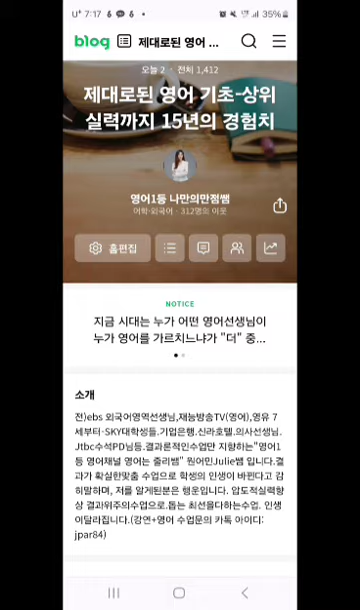 U+ 7:17
35%
blog 제대로된 영어 ...
오늘 2 · 전체 1,412
제대로된 영어 기초-상위
실력까지 15년의 경험치
영어1등 나만의만점쌤
어학·외국어 · 312명의 이웃
홈편집
NOTICE
지금 시대는 누가 어떤 영어선생님이
누가 영어를 가르치느냐가 "더" 중...
소개
전)ebs 외국어영역선생님,재능방송TV(영어),영유 7
세부터-SKY대학생들.기업은행.신라호텔.의사선생님.
Jtbc수석PD님등.결과론적인수업만 지향하는"영어1
등 영어채널 영어는 줄리쌤" 원어민Julie쌤 입니다.결
과가 확실한맞춤 수업으로 학생의 인생이 바뀐다고 감
히말하며, 저를 알게된분은 행운입니다. 압도적실력향
상 결과위주의수업으로.돕는 최선을다하는수업. 인생
이달라집니다.(강연+영어 수업문의 카톡 아이디:
jpar84)